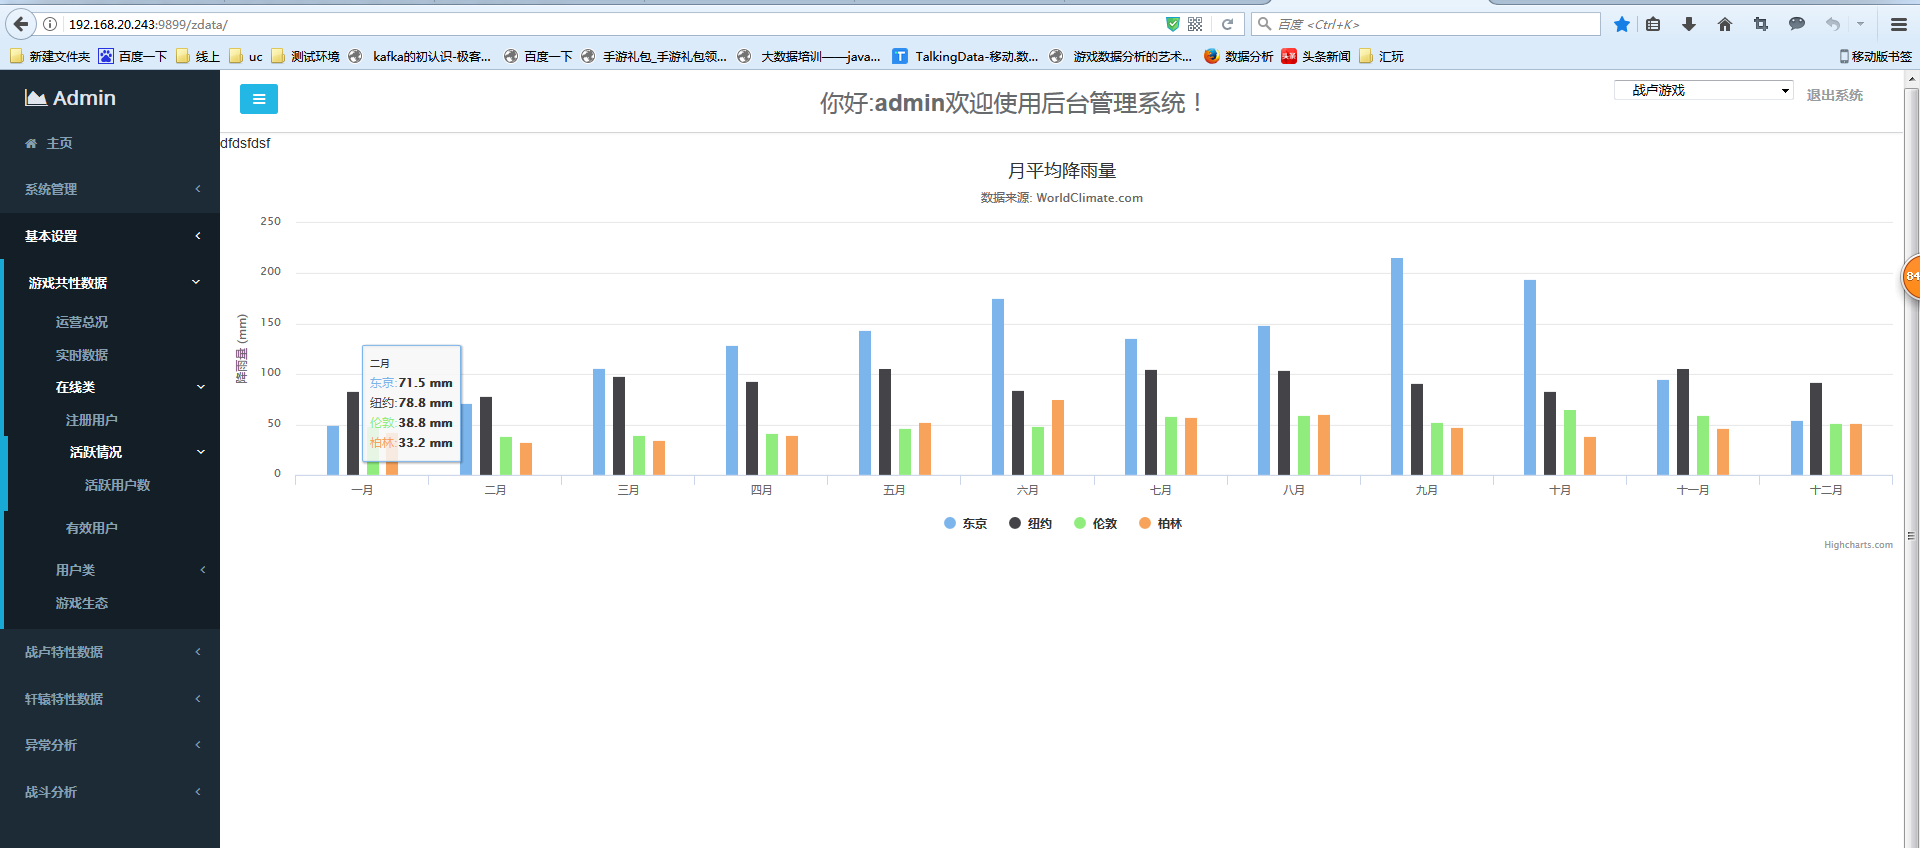 192.168.20.243:9899/zdata/
百度 <Ctrl+K>
新建文件夹 百度一下 线上 uc 测试环境 kafka的初认识-极客... 百度一下 手游礼包_手游礼包领... 大数据培训——java... TalkingData-移动.数... 游戏数据分析的艺术... 数据分析 头条 头条新闻 汇玩 移动版书签
Admin
主页
系统管理
基本设置
游戏共性数据
运营总况
实时数据
在线类
注册用户
活跃情况
活跃用户数
有效用户
用户类
游戏生态
战卢特性数据
轩辕特性数据
异常分析
战斗分析
你好:admin欢迎使用后台管理系统！
战卢游戏
退出系统
dfdsfdsf
月平均降雨量
数据来源: WorldClimate.com
降雨量 (mm)
250
200
150
100
50
0
二月
东京:71.5 mm
纽约:78.8 mm
伦敦:38.8 mm
柏林:33.2 mm
一月 二月 三月 四月 五月 六月 七月 八月 九月 十月 十一月 十二月
东京 纽约 伦敦 柏林
Highcharts.com
84